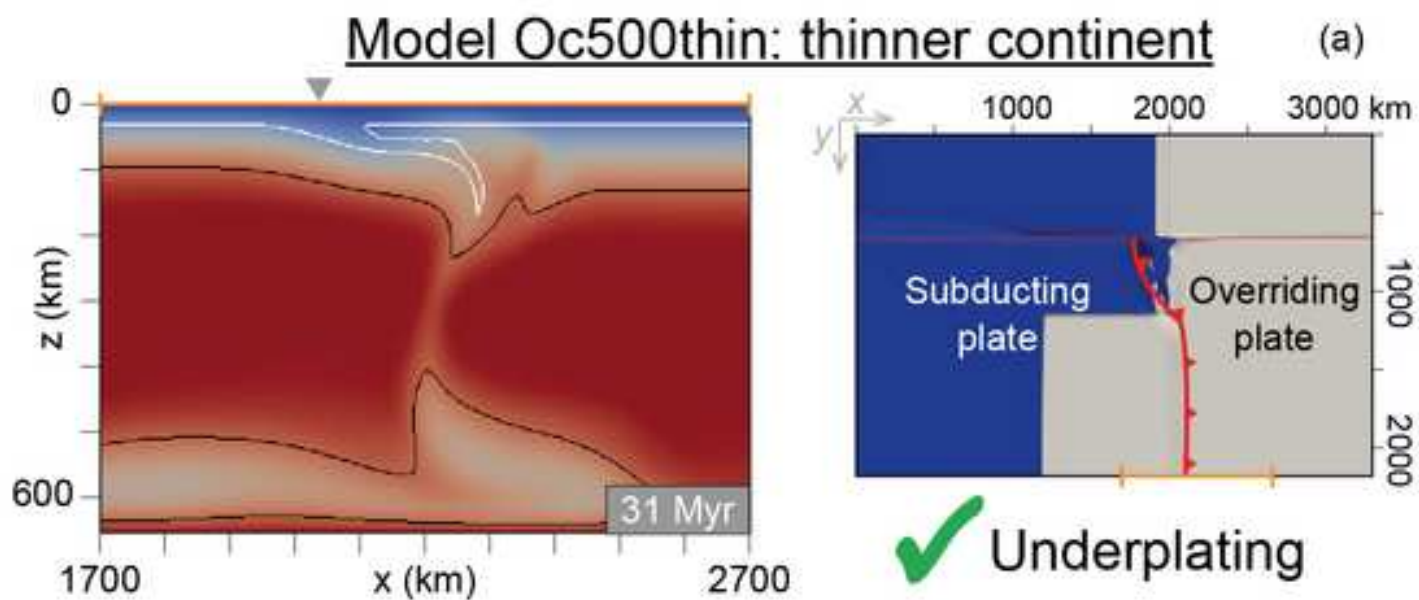 Model Oc500thin: thinner continent
(a)
0
z (km)
600
31 Myr
1700
x (km)
2700
x
y
1000
2000
3000 km
Subducting
plate
Overriding
plate
1000
2000
✓ Underplating